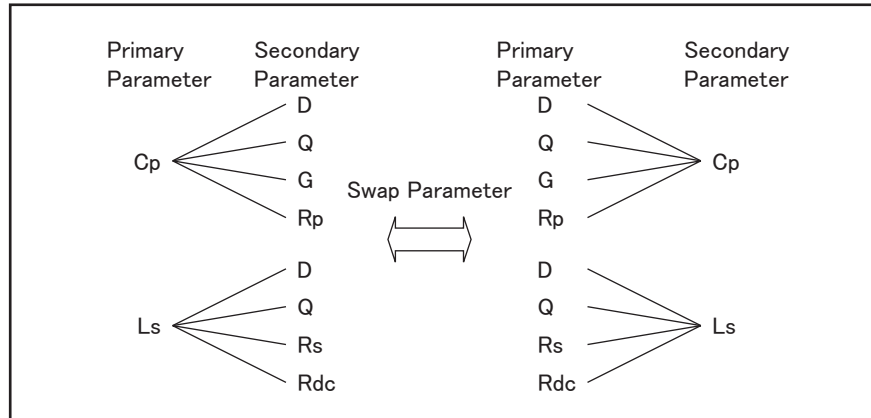 Primary Secondary Primary Secondary
Parameter Parameter Parameter Parameter
D D
Q Q
Cp Cp
G G
Swap Parameter
Rp Rp
D D
Q Q
Ls Ls
Rs Rs
Rdc Rdc